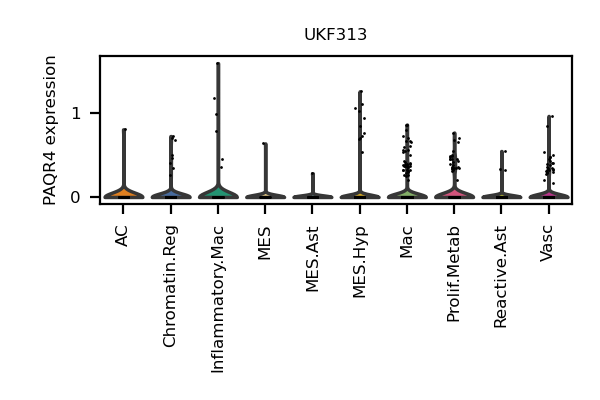 UKF313
PAQR4 expression
1
0
AC
Chromatin.Reg
Inflammatory.Mac
MES
MES.Ast
MES.Hyp
Mac
Prolif.Metab
Reactive.Ast
Vasc